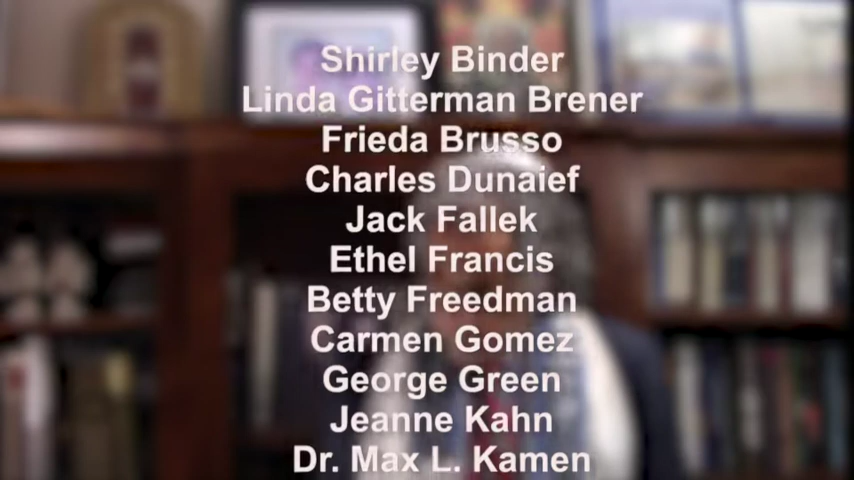 Shirley Binder
Linda Gitterman Brener
Frieda Brusso
Charles Dunaief
Jack Fallek
Ethel Francis
Betty Freedman
Carmen Gomez
George Green
Jeanne Kahn
Dr. Max L. Kamen